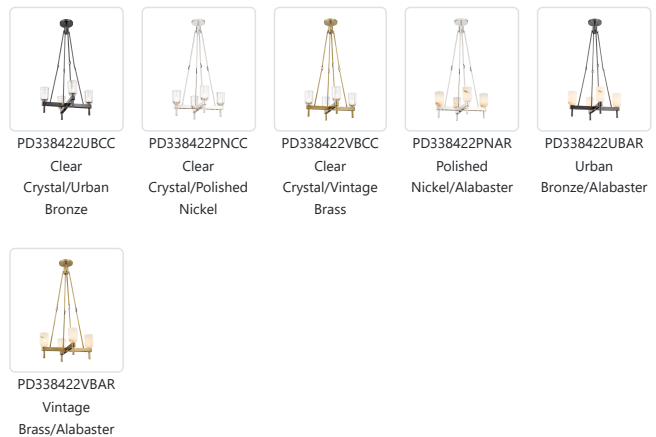 PD338422UBCC
Clear
Crystal/Urban
Bronze
PD338422PNCC
Clear
Crystal/Polished
Nickel
PD338422VBCC
Clear
Crystal/Vintage
Brass
PD338422PNAR
Polished
Nickel/Alabaster
PD338422UBAR
Urban
Bronze/Alabaster
PD338422VBAR
Vintage
Brass/Alabaster